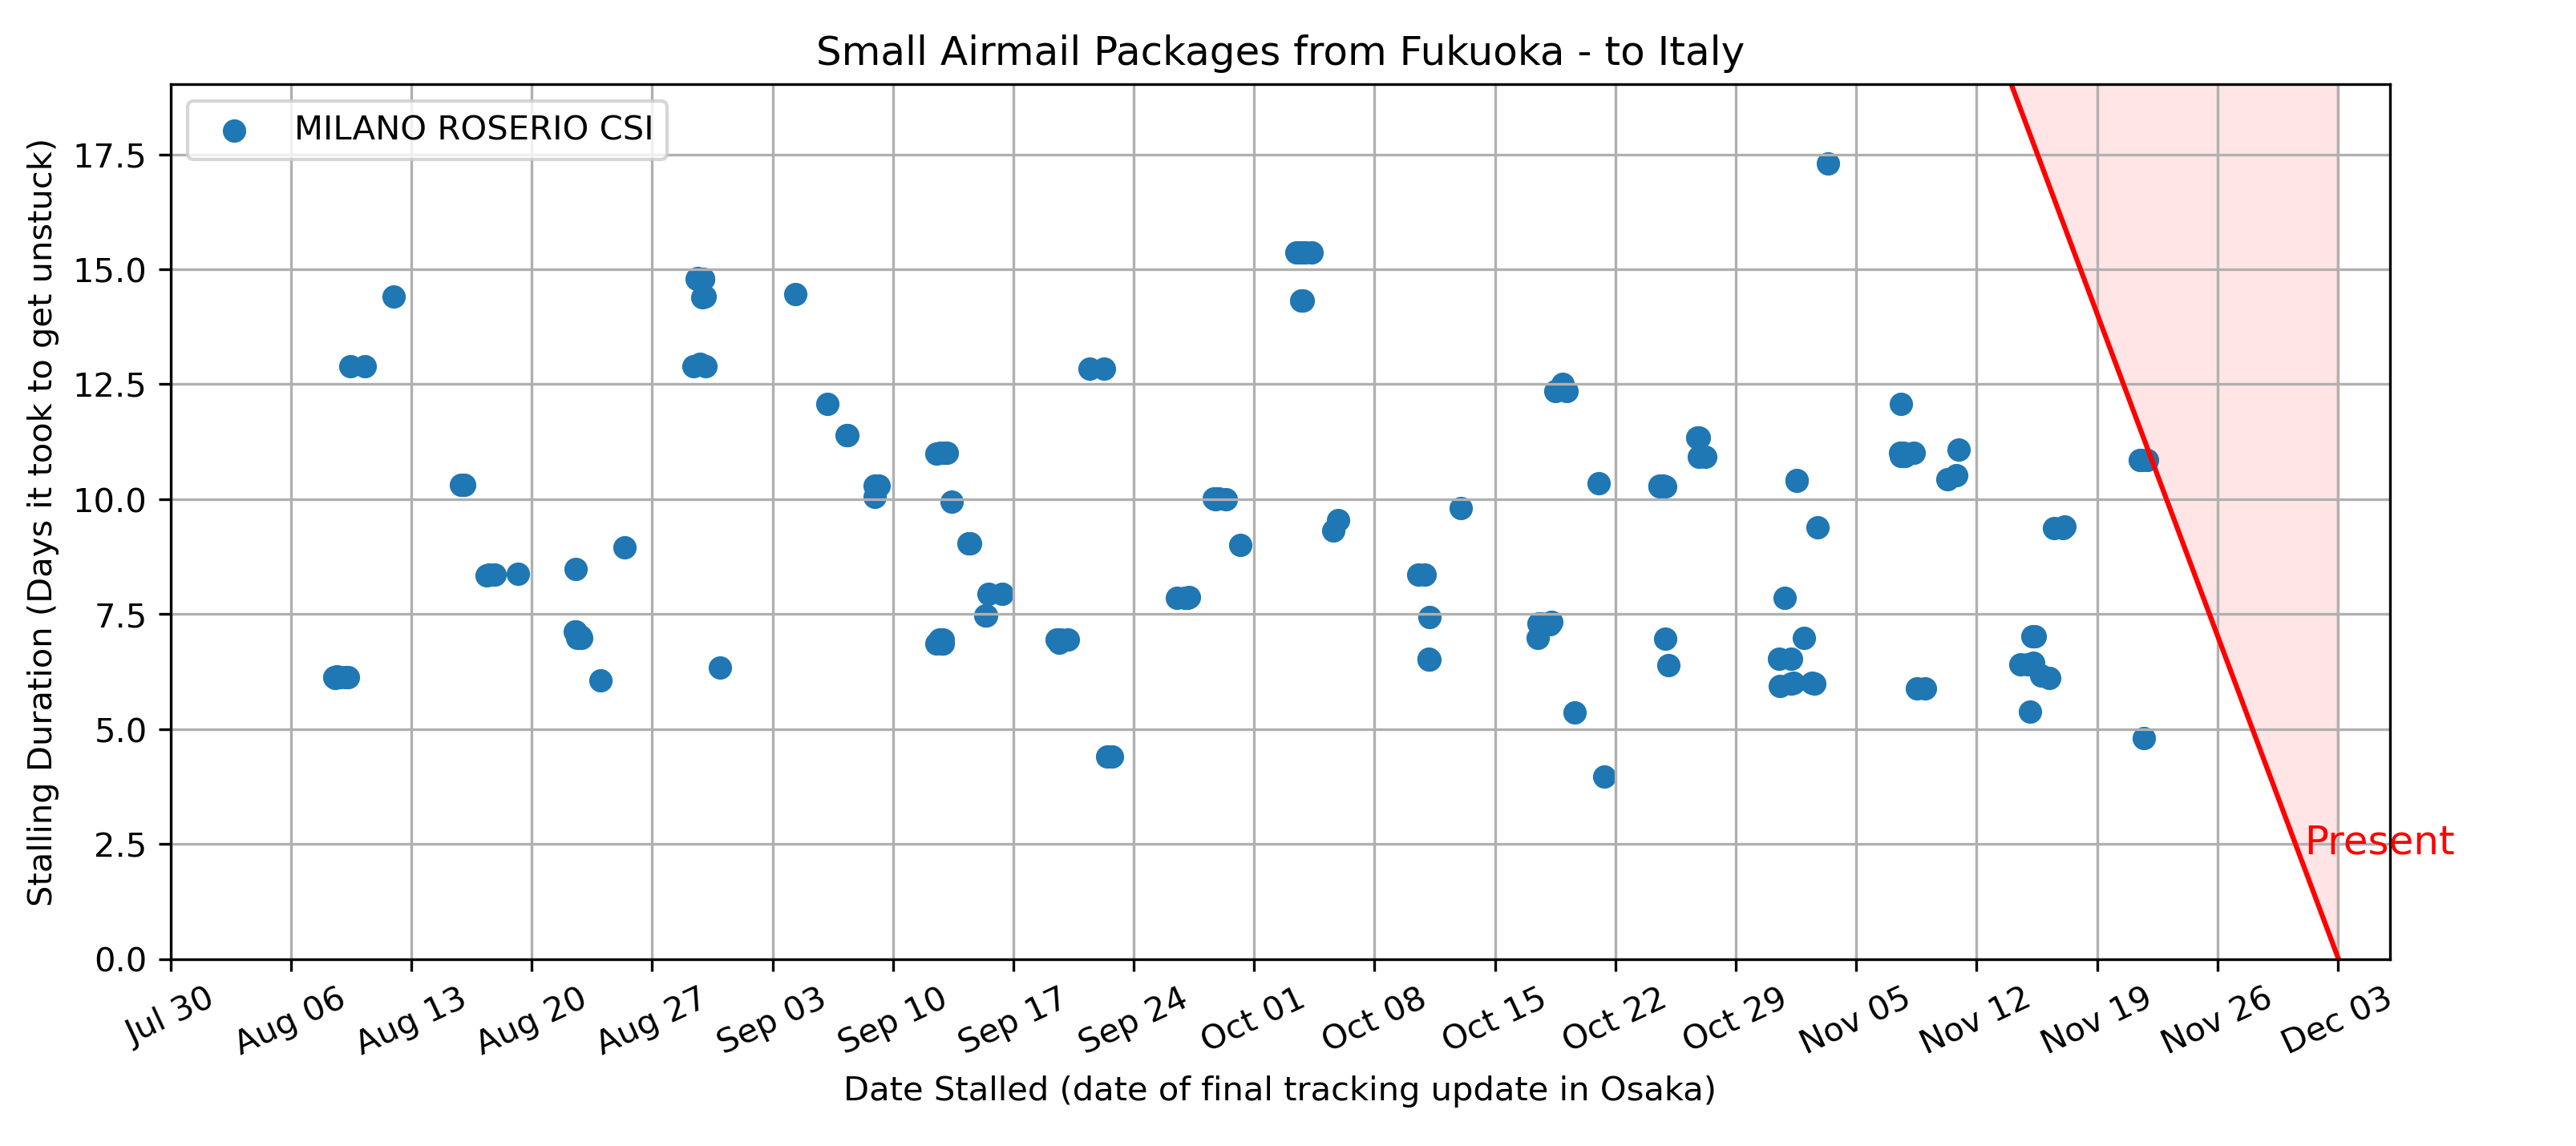 Small Airmail Packages from Fukuoka - to Italy
MILANO ROSERIO CSI
Stalling Duration (Days it took to get unstuck)
17.5
15.0
12.5
10.0
7.5
5.0
2.5
0.0
Present
Jul 30
Aug 06
Aug 13
Aug 20
Aug 27
Sep 03
Sep 10
Sep 17
Sep 24
Oct 01
Oct 08
Oct 15
Oct 22
Oct 29
Nov 05
Nov 12
Nov 19
Nov 26
Dec 03
Date Stalled (date of final tracking update in Osaka)